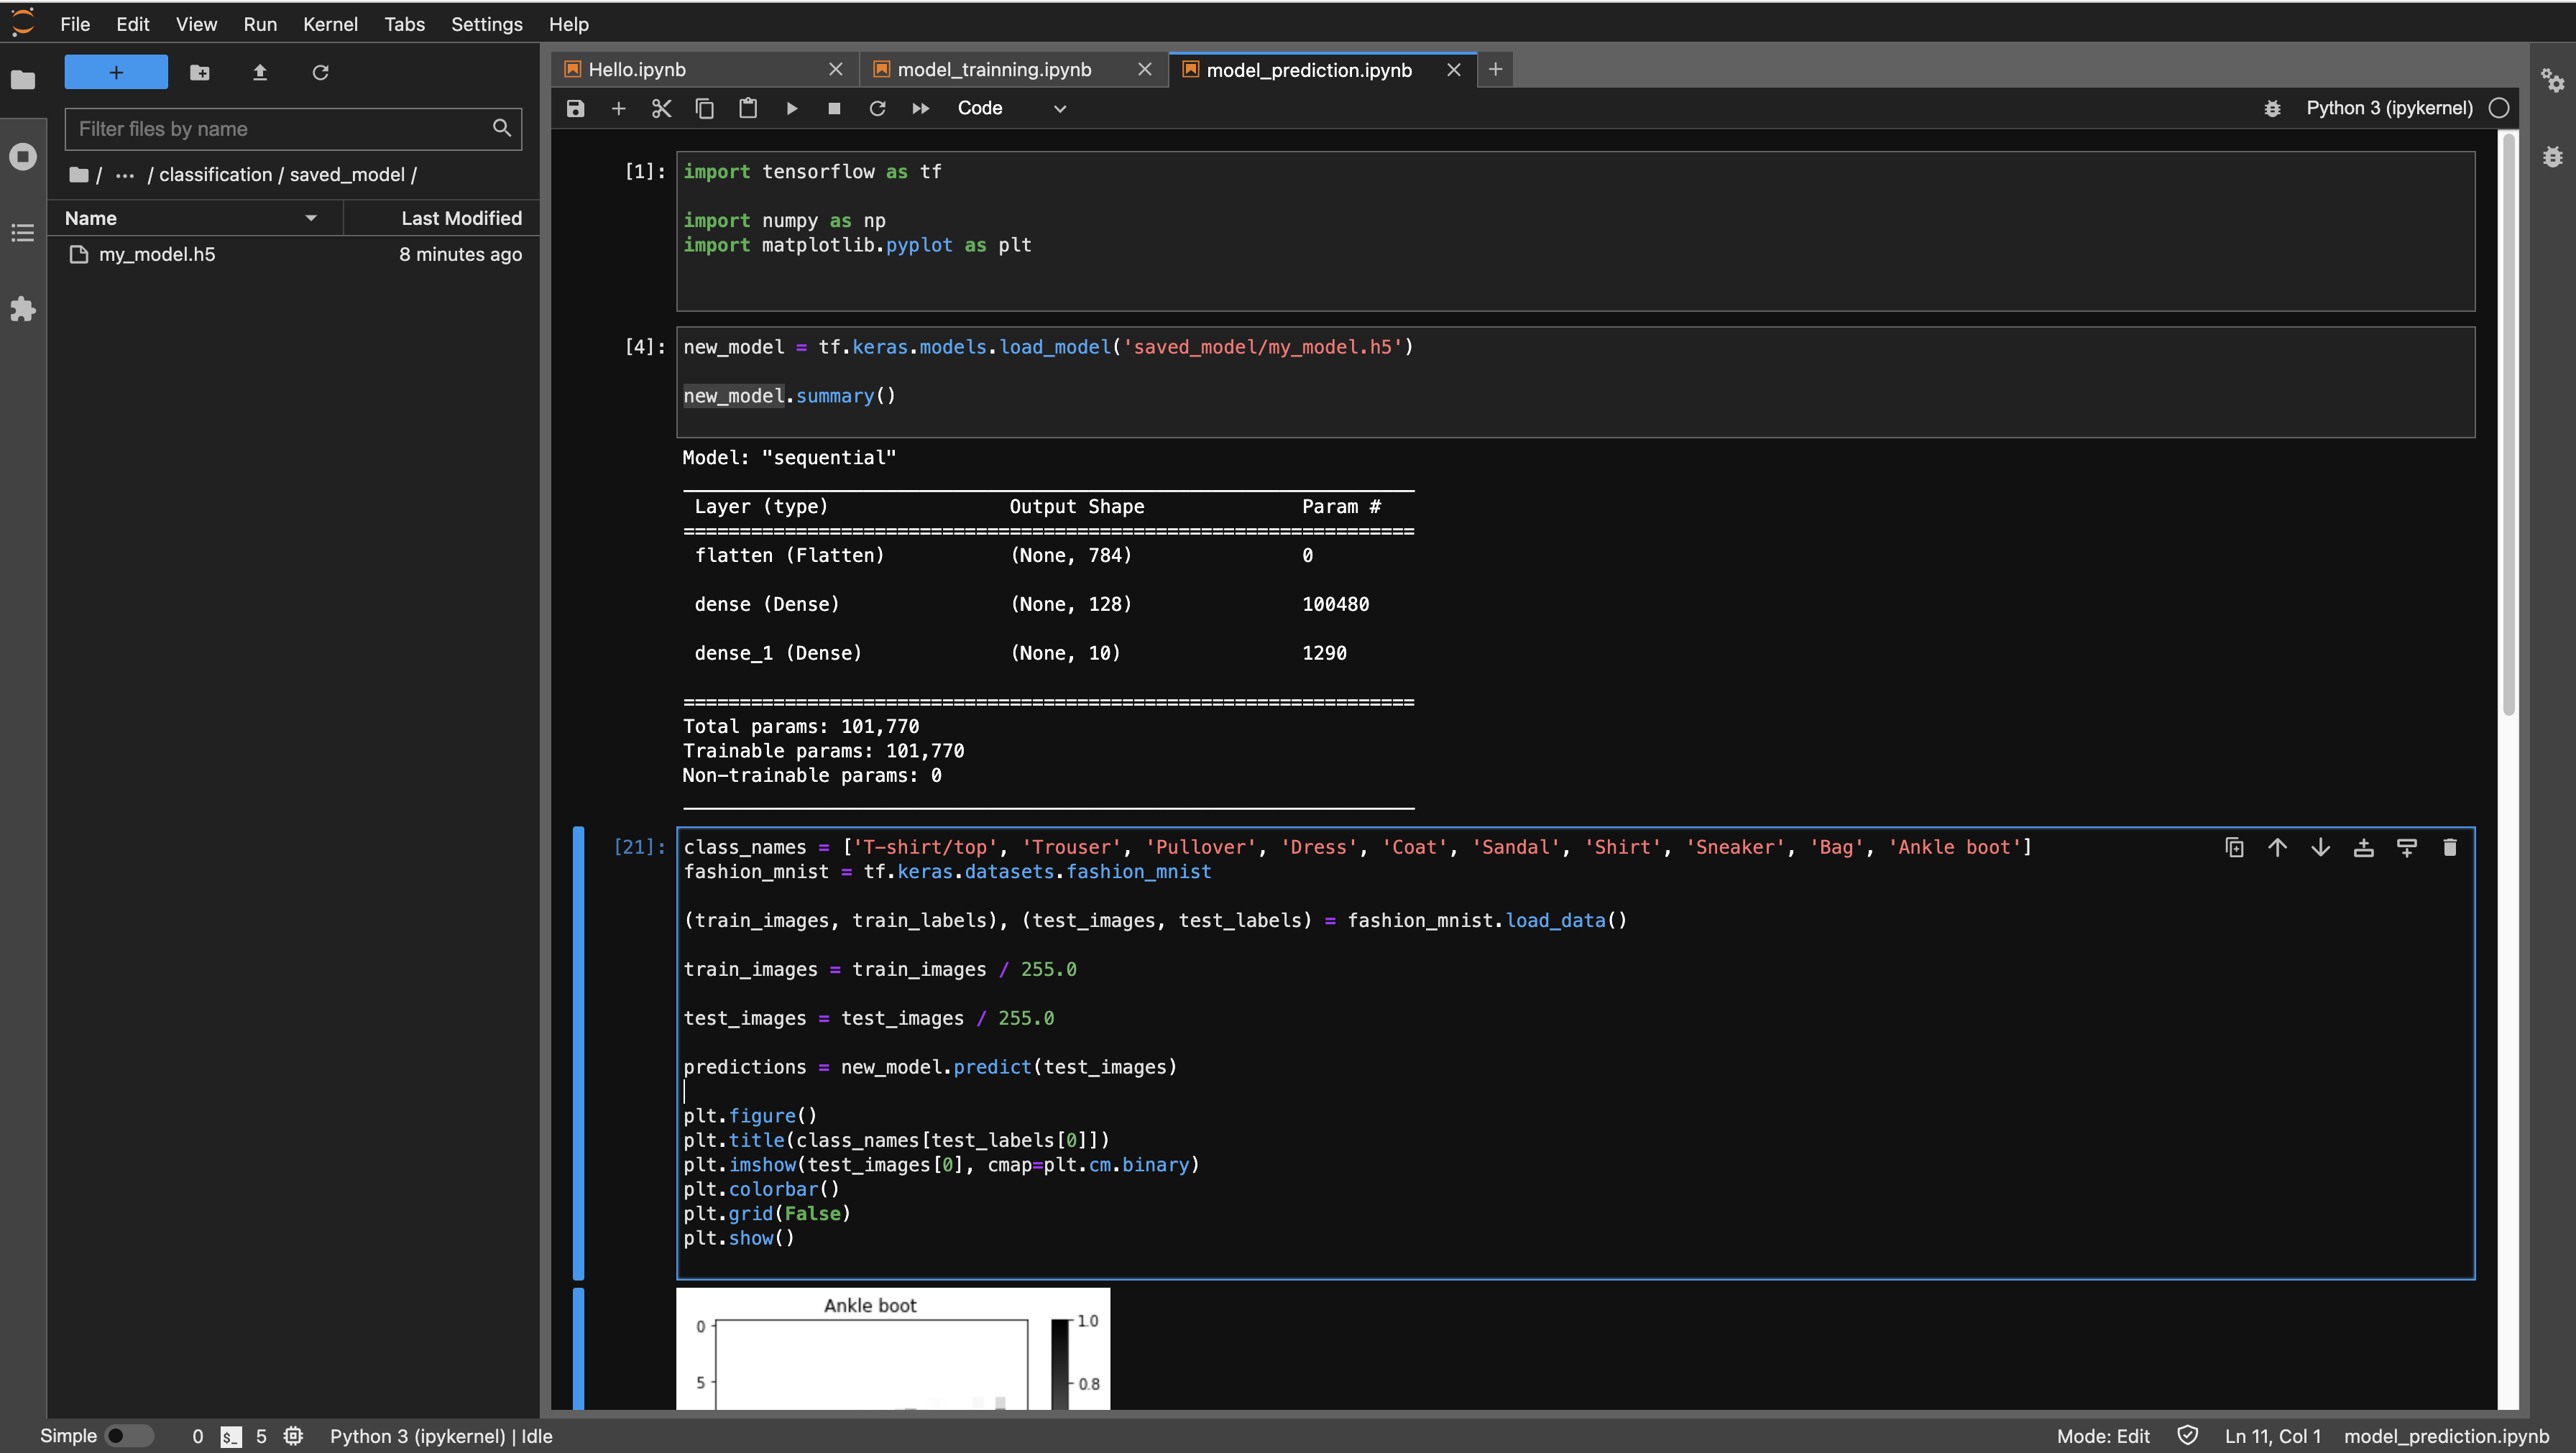 File Edit View Run Kernel Tabs Settings Help
+
Filter files by name
/ ··· / classification / saved_model /
Name Last Modified
my_model.h5 8 minutes ago
Hello.ipynb
model_trainning.ipynb
model_prediction.ipynb
Code
Python 3 (ipykernel)
[1]:
import tensorflow as tf
import numpy as np
import matplotlib.pyplot as plt
[4]:
new_model = tf.keras.models.load_model('saved_model/my_model.h5')
new_model.summary()
Model: "sequential"
_________________________________________________________________
Layer (type) Output Shape Param #
=================================================================
flatten (Flatten) (None, 784) 0
dense (Dense) (None, 128) 100480
dense_1 (Dense) (None, 10) 1290
=================================================================
Total params: 101,770
Trainable params: 101,770
Non-trainable params: 0
_________________________________________________________________
[21]:
class_names = ['T-shirt/top', 'Trouser', 'Pullover', 'Dress', 'Coat', 'Sandal', 'Shirt', 'Sneaker', 'Bag', 'Ankle boot']
fashion_mnist = tf.keras.datasets.fashion_mnist
(train_images, train_labels), (test_images, test_labels) = fashion_mnist.load_data()
train_images = train_images / 255.0
test_images = test_images / 255.0
predictions = new_model.predict(test_images)
plt.figure()
plt.title(class_names[test_labels[0]])
plt.imshow(test_images[0], cmap=plt.cm.binary)
plt.colorbar()
plt.grid(False)
plt.show()
Ankle boot
0
1.0
5
0.8
Simple 0 $_ 5 Python 3 (ipykernel) | Idle
Mode: Edit Ln 11, Col 1 model_prediction.ipynb